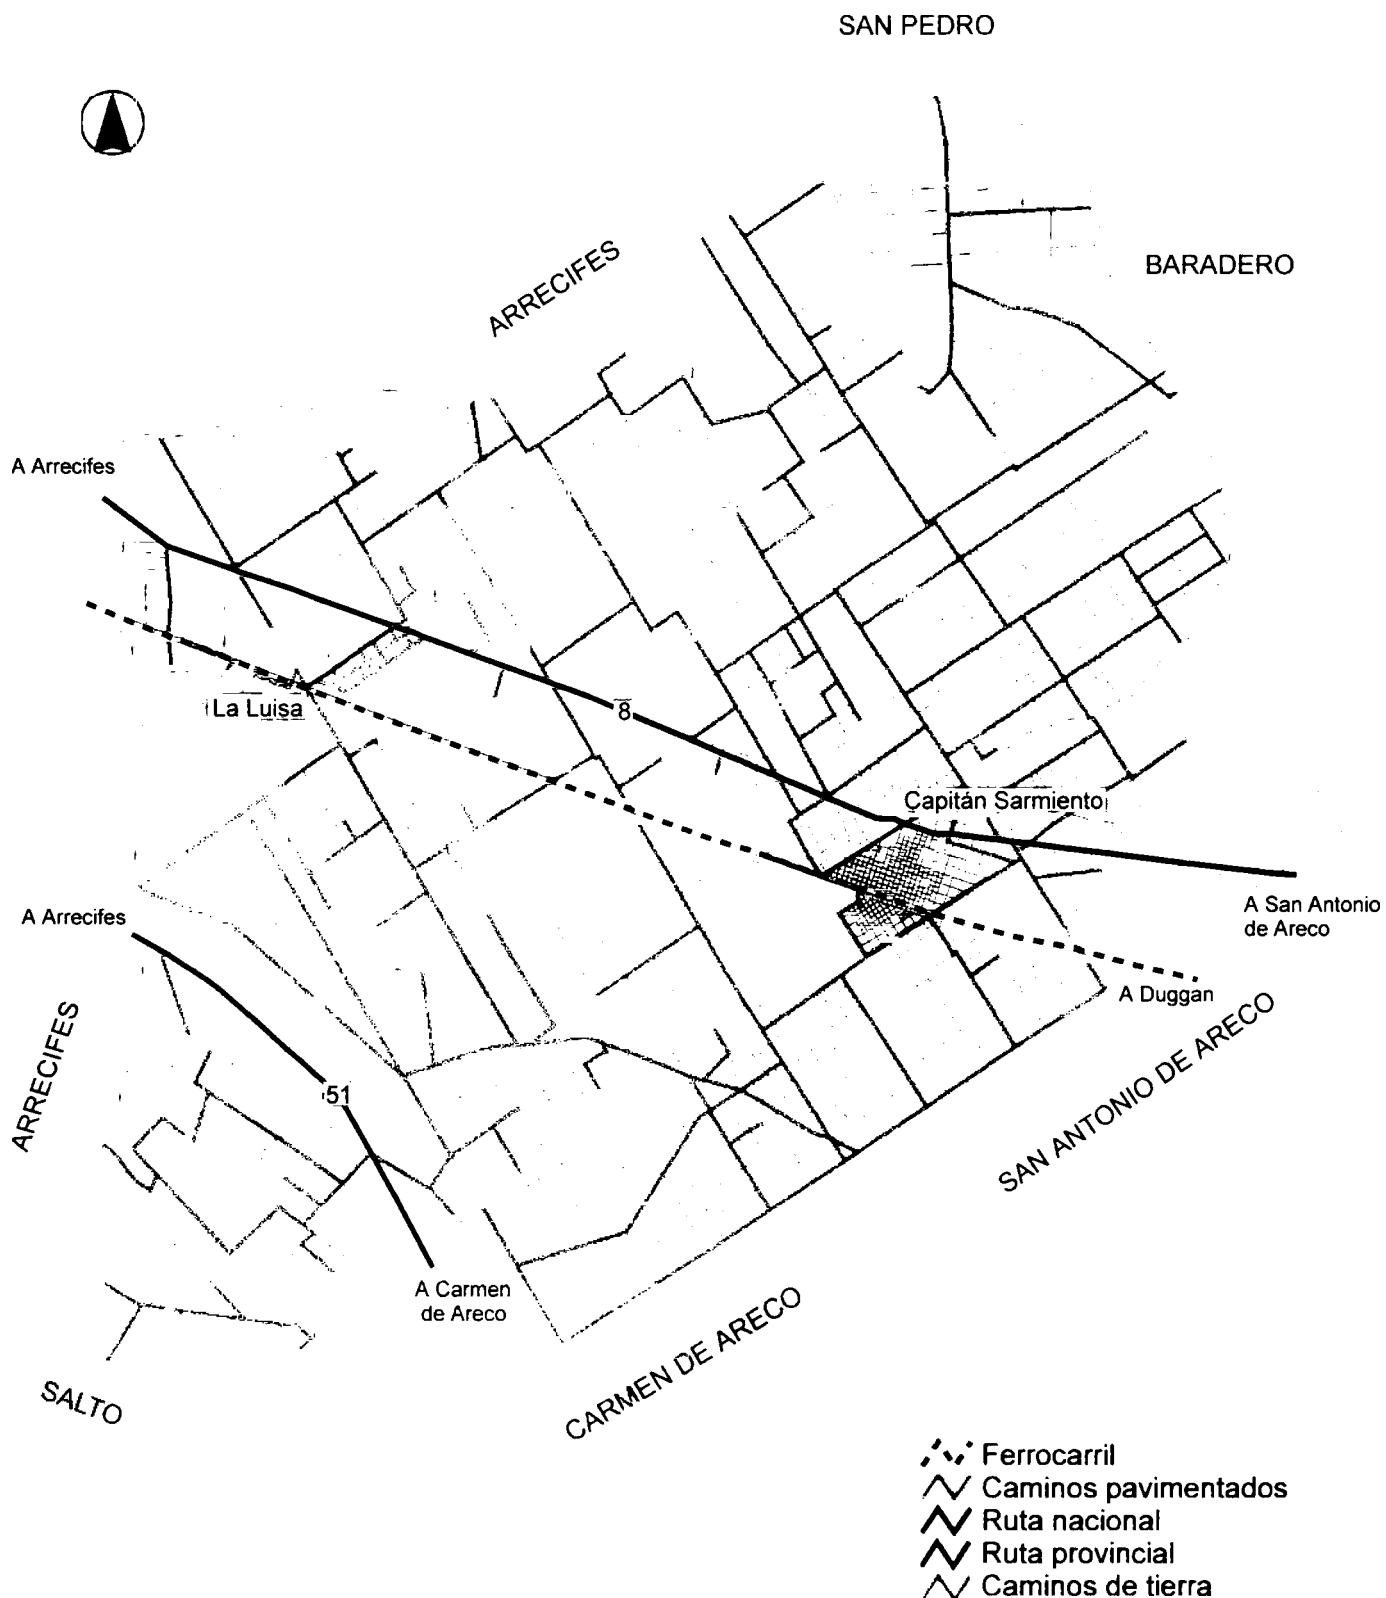 SAN PEDRO
ARRECIFES
BARADERO
A Arrecifes
La Luisa
8
Capitán Sarmiento
A Arrecifes
A San Antonio
de Areco
A Duggan
ARRECIFES
51
SAN ANTONIO DE ARECO
A Carmen
de Areco
CARMEN DE ARECO
SALTO
Ferrocarril
Caminos pavimentados
Ruta nacional
Ruta provincial
Caminos de tierra